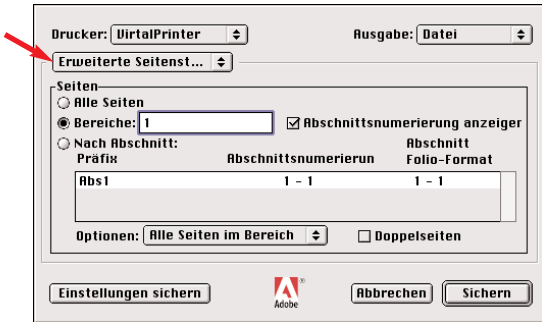 Drucker: VirtalPrinter Ausgabe: Datei
Erweiterte Seitenst...
Seiten
Alle Seiten
Bereiche: 1 Abschnittsnumerierung anzeiger
Nach Abschnitt: Abschnitt
Präfix Abschnittsnumerierun Folio-Format
Abs1 1 - 1 1 - 1
Optionen: Alle Seiten im Bereich Doppelseiten
Einstellungen sichern Adobe Abbrechen Sichern